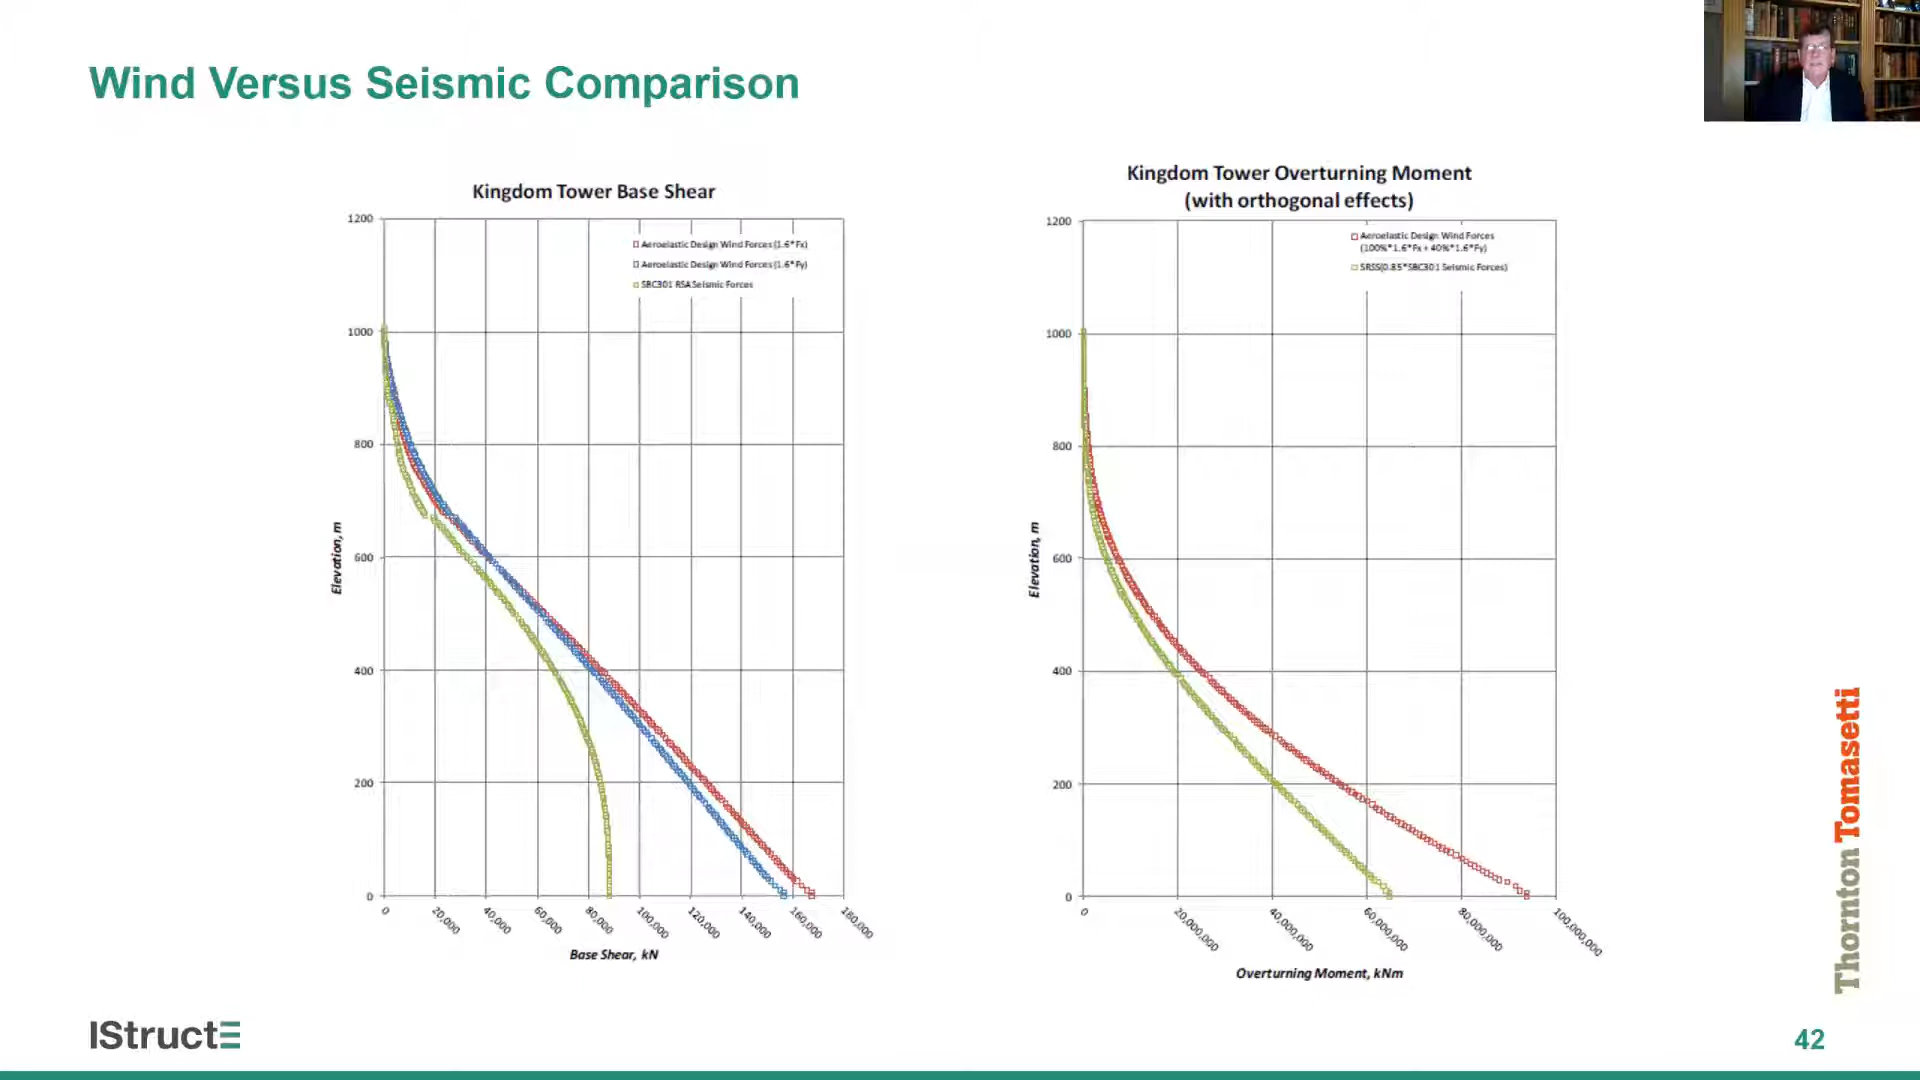 Wind Versus Seismic Comparison
Kingdom Tower Base Shear
1200
1000
800
600
400
200
0
Elevation, m
Aeroelastic Design Wind Forces (1.6*Fx)
Aeroelastic Design Wind Forces (1.6*Fy)
SBC301 RSA Seismic Forces
0
20,000
40,000
60,000
80,000
100,000
120,000
140,000
160,000
180,000
Base Shear, kN
Kingdom Tower Overturning Moment
(with orthogonal effects)
1200
1000
800
600
400
200
0
Elevation, m
Aeroelastic Design Wind Forces
(100%*1.6*Fx + 40%*1.6*Fy)
SRSS(0.85*SBC301 Seismic Forces)
0
20,000,000
40,000,000
60,000,000
80,000,000
100,000,000
Overturning Moment, kNm
Thornton Tomasetti
IStructE
42